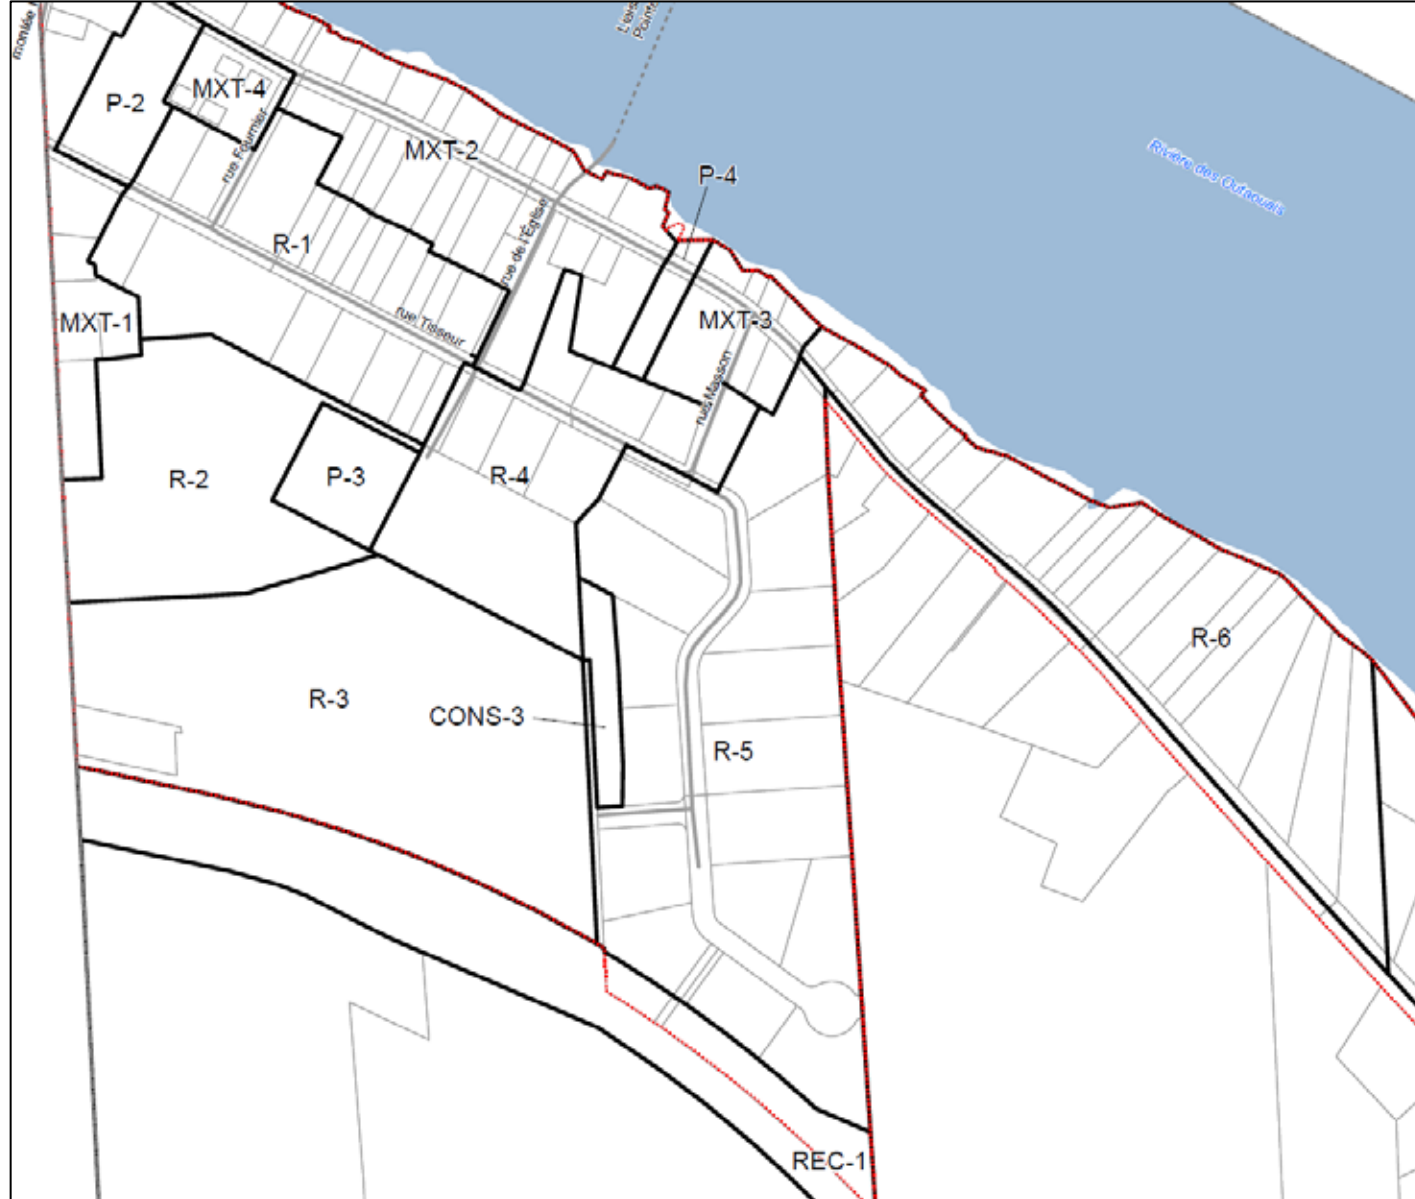 montée
P-2
MXT-4
rue Fournier
MXT-2
P-4
Rivière des Outaouais
R-1
rue de l'Église
MXT-1
rue Tisseur
MXT-3
rue Masson
R-2
P-3
R-4
R-6
R-3
CONS-3
R-5
REC-1